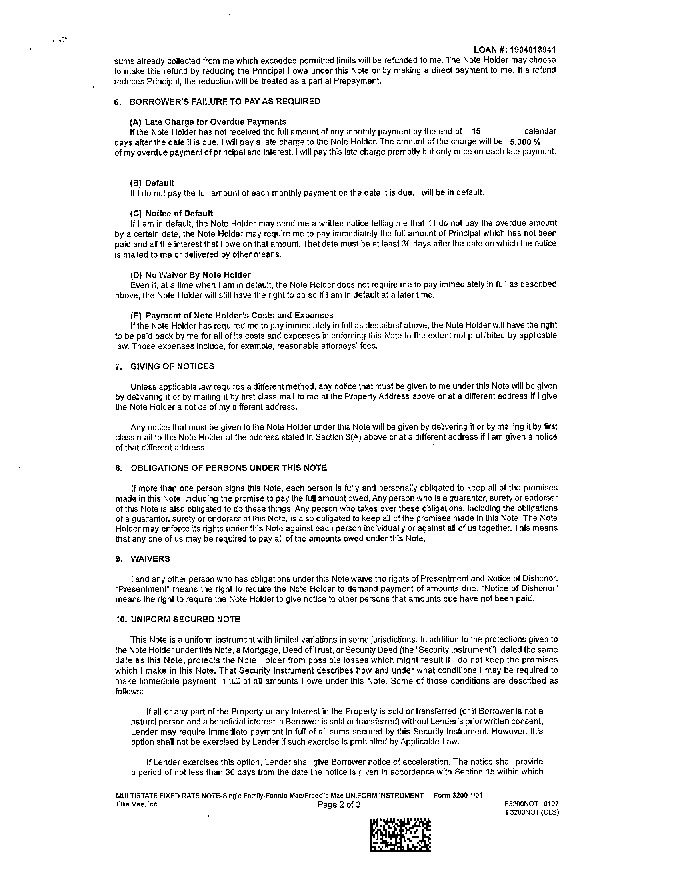 LOAN #: 1904018941
sums already collected from me which exceeded permitted limits will be refunded to me. The Note Holder may choose
to make this refund by reducing the Principal I owe under this Note or by making a direct payment to me. If a refund
reduces Principal, the reduction will be treated as a partial Prepayment.
6. BORROWER'S FAILURE TO PAY AS REQUIRED
(A) Late Charge for Overdue Payments
If the Note Holder has not received the full amount of any monthly payment by the end of 15 calendar
days after the date it is due, I will pay a late charge to the Note Holder. The amount of the charge will be 5.000 %
of my overdue payment of principal and interest. I will pay this late charge promptly but only once on each late payment.
(B) Default
If I do not pay the full amount of each monthly payment on the date it is due, I will be in default.
(C) Notice of Default
If I am in default, the Note Holder may send me a written notice telling me that if I do not pay the overdue amount
by a certain date, the Note Holder may require me to pay immediately the full amount of Principal which has not been
paid and all the interest that I owe on that amount. That date must be at least 30 days after the date on which the notice
is mailed to me or delivered by other means.
(D) No Waiver By Note Holder
Even if, at a time when I am in default, the Note Holder does not require me to pay immediately in full as described
above, the Note Holder will still have the right to do so if I am in default at a later time.
(E) Payment of Note Holder's Costs and Expenses
If the Note Holder has required me to pay immediately in full as described above, the Note Holder will have the right
to be paid back by me for all of its costs and expenses in enforcing this Note to the extent not prohibited by applicable
law. Those expenses include, for example, reasonable attorneys' fees.
7. GIVING OF NOTICES
Unless applicable law requires a different method, any notice that must be given to me under this Note will be given
by delivering it or by mailing it by first class mail to me at the Property Address above or at a different address if I give
the Note Holder a notice of my different address.
Any notice that must be given to the Note Holder under this Note will be given by delivering it or by mailing it by first
class mail to the Note Holder at the address stated in Section 3(A) above or at a different address if I am given a notice
of that different address.
8. OBLIGATIONS OF PERSONS UNDER THIS NOTE
If more than one person signs this Note, each person is fully and personally obligated to keep all of the promises
made in this Note, including the promise to pay the full amount owed. Any person who is a guarantor, surety or endorser
of this Note is also obligated to do these things. Any person who takes over these obligations, including the obligations
of a guarantor, surety or endorser of this Note, is also obligated to keep all of the promises made in this Note. The Note
Holder may enforce its rights under this Note against each person individually or against all of us together. This means
that any one of us may be required to pay all of the amounts owed under this Note.
9. WAIVERS
I and any other person who has obligations under this Note waive the rights of Presentment and Notice of Dishonor.
"Presentment" means the right to require the Note Holder to demand payment of amounts due. "Notice of Dishonor"
means the right to require the Note Holder to give notice to other persons that amounts due have not been paid.
10. UNIFORM SECURED NOTE
This Note is a uniform instrument with limited variations in some jurisdictions. In addition to the protections given to
the Note Holder under this Note, a Mortgage, Deed of Trust, or Security Deed (the "Security Instrument"), dated the same
date as this Note, protects the Note Holder from possible losses which might result if I do not keep the promises
which I make in this Note. That Security Instrument describes how and under what conditions I may be required to
make immediate payment in full of all amounts I owe under this Note. Some of those conditions are described as
follows:
If all or any part of the Property or any Interest in the Property is sold or transferred (or if Borrower is not a
natural person and a beneficial interest in Borrower is sold or transferred) without Lender's prior written consent,
Lender may require immediate payment in full of all sums secured by this Security Instrument. However, this
option shall not be exercised by Lender if such exercise is prohibited by Applicable Law.
If Lender exercises this option, Lender shall give Borrower notice of acceleration. The notice shall provide
a period of not less than 30 days from the date the notice is given in accordance with Section 15 within which
MULTISTATE FIXED RATE NOTE-Single Family-Fannie Mae/Freddie Mac UNIFORM INSTRUMENT Form 3200 1/01
Ellie Mae, Inc. Page 2 of 3 F3200NOT 0107
F3200NOT (CLS)